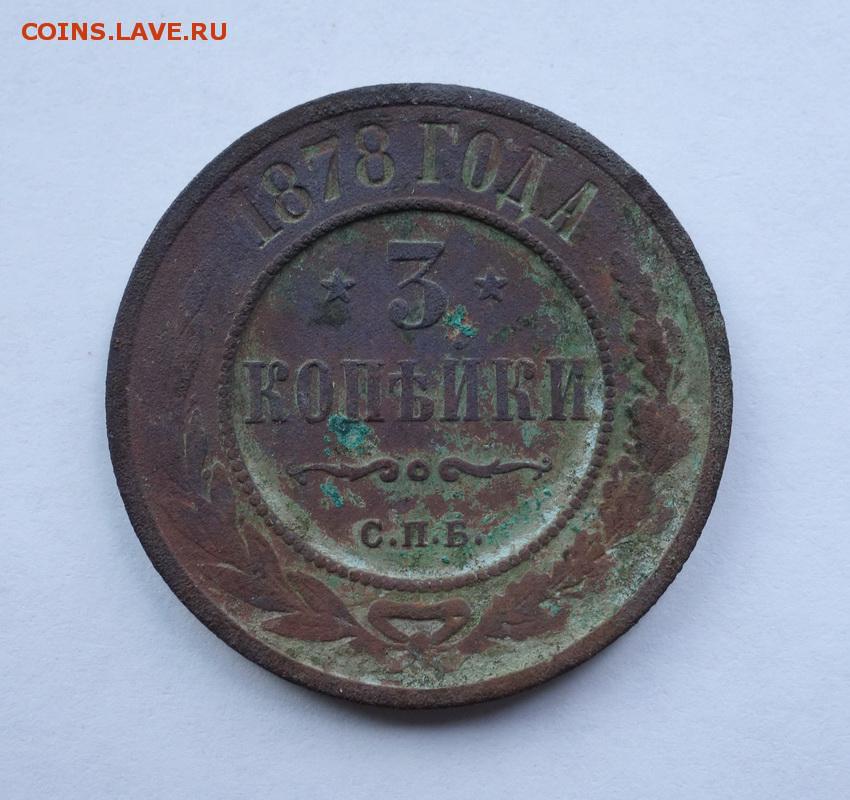 COINS.LAVE.RU
1878 ГОДА
3
КОПѢЙКИ
С.П.Б.